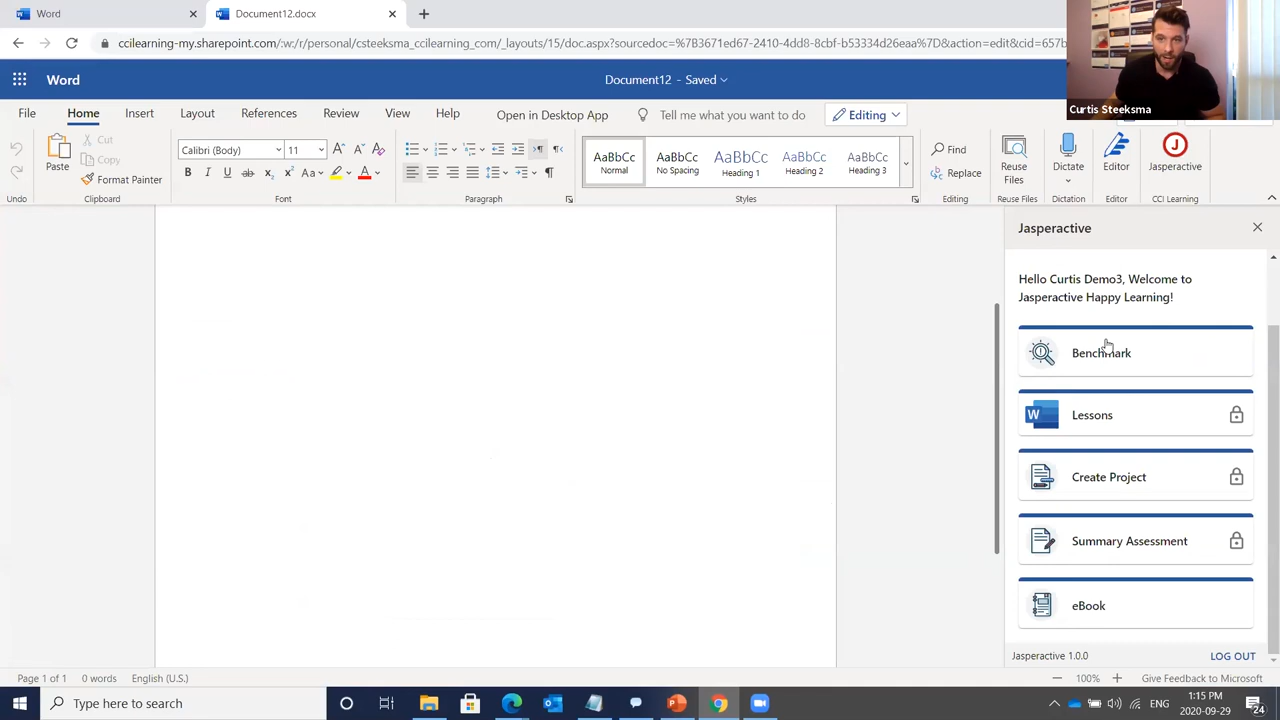 Word
Document12.docx
ccilearning-my.sharepoint.com/:w:/r/personal/csteeksma_ccilearning_com/_layouts/15/doc.aspx?sourcedoc=%7B3671ed67-2410-4dd8-8cbf-b53334d26eaa%7D&action=edit&cid=657b
Curtis Steeksma
Word
Document12 - Saved
File Home Insert Layout References Review View Help Open in Desktop App Tell me what you want to do Editing
Cut
Copy
Paste
Format Painter
Calibri (Body) 11
AaBbCc AaBbCc AaBbCc AaBbCc AaBbCc
Normal No Spacing Heading 1 Heading 2 Heading 3
Find
Replace
Reuse Files
Dictate
Editor
J
Jasperactive
Undo Clipboard Font Paragraph Styles Editing Reuse Files Dictation Editor CCI Learning
Jasperactive
Hello Curtis Demo3, Welcome to
Jasperactive Happy Learning!
Benchmark
Lessons
Create Project
Summary Assessment
eBook
Jasperactive 1.0.0 LOG OUT
Page 1 of 1 0 words English (U.S.) 100% Give Feedback to Microsoft
Type here to search
ENG
1:15 PM
2020-09-29
24